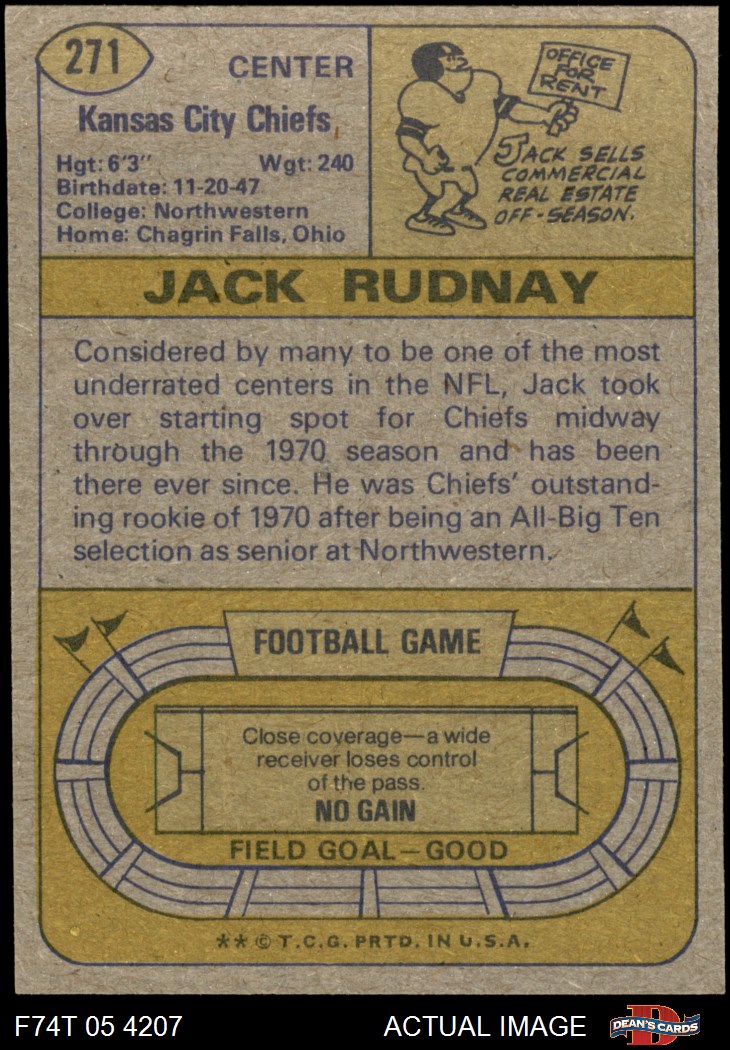 271
CENTER
Kansas City Chiefs
Hgt: 6'3" Wgt: 240
Birthdate: 11-20-47
College: Northwestern
Home: Chagrin Falls, Ohio
OFFICE
FOR
RENT
JACK SELLS
COMMERCIAL
REAL ESTATE
OFF-SEASON.
JACK RUDNAY
Considered by many to be one of the most
underrated centers in the NFL, Jack took
over starting spot for Chiefs midway
through the 1970 season and has been
there ever since. He was Chiefs' outstand-
ing rookie of 1970 after being an All-Big Ten
selection as senior at Northwestern.
FOOTBALL GAME
Close coverage—a wide
receiver loses control
of the pass.
NO GAIN
FIELD GOAL—GOOD
** © T.C.G. PRTD. IN U.S.A.
F74T 05 4207 ACTUAL IMAGE
D
DEAN'S CARDS